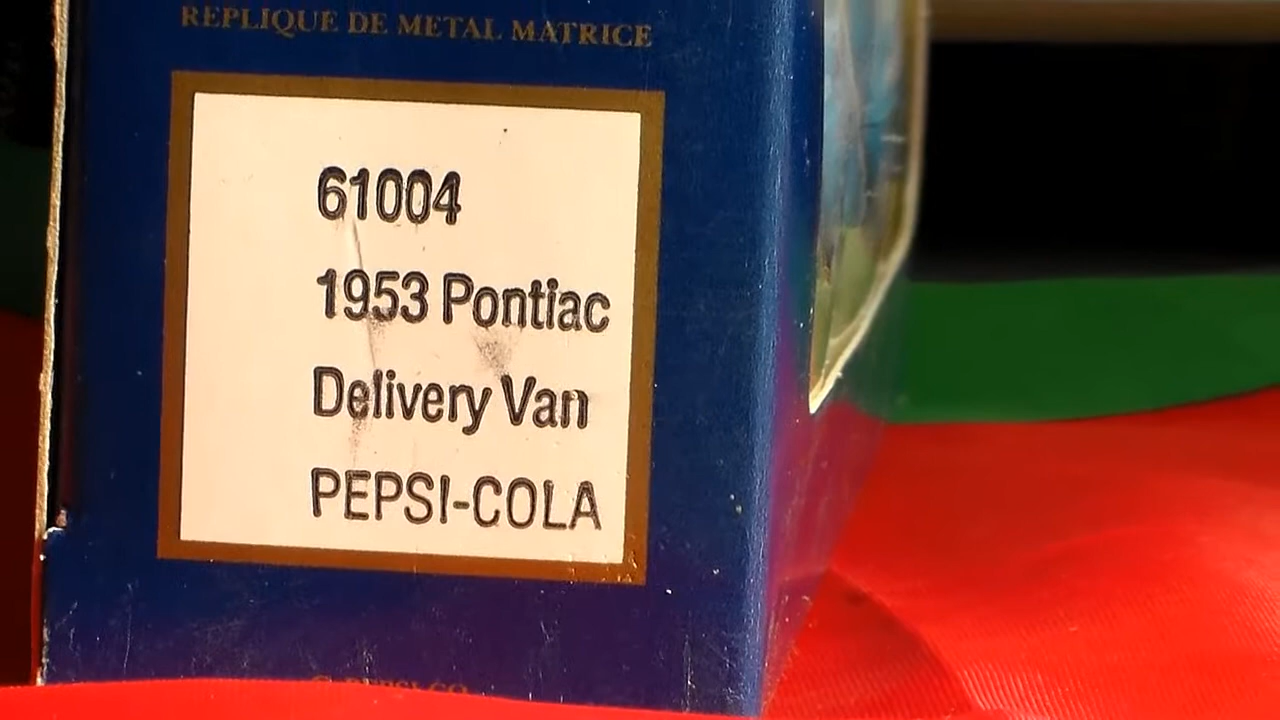 REPLIQUE DE METAL MATRICE
61004
1953 Pontiac
Delivery Van
PEPSI-COLA